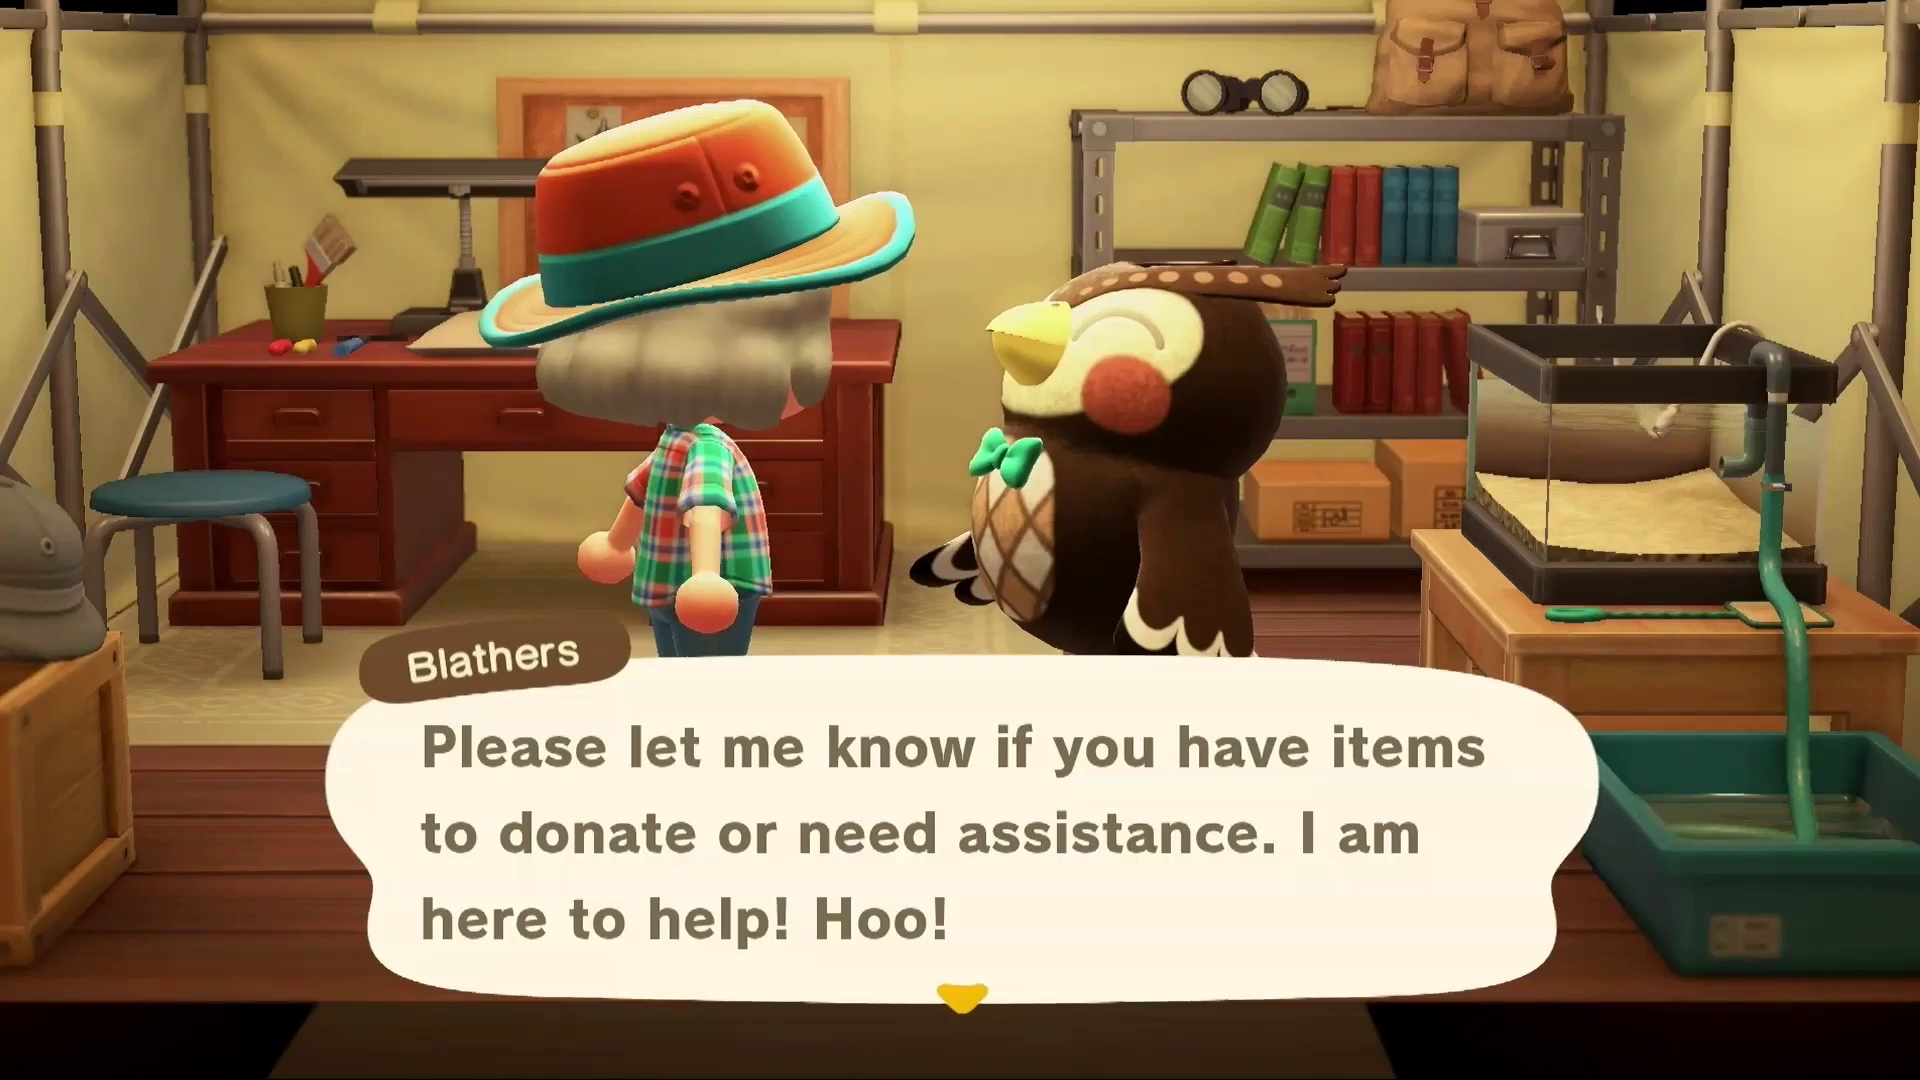 Blathers
Please let me know if you have items
to donate or need assistance. I am
here to help! Hoo!